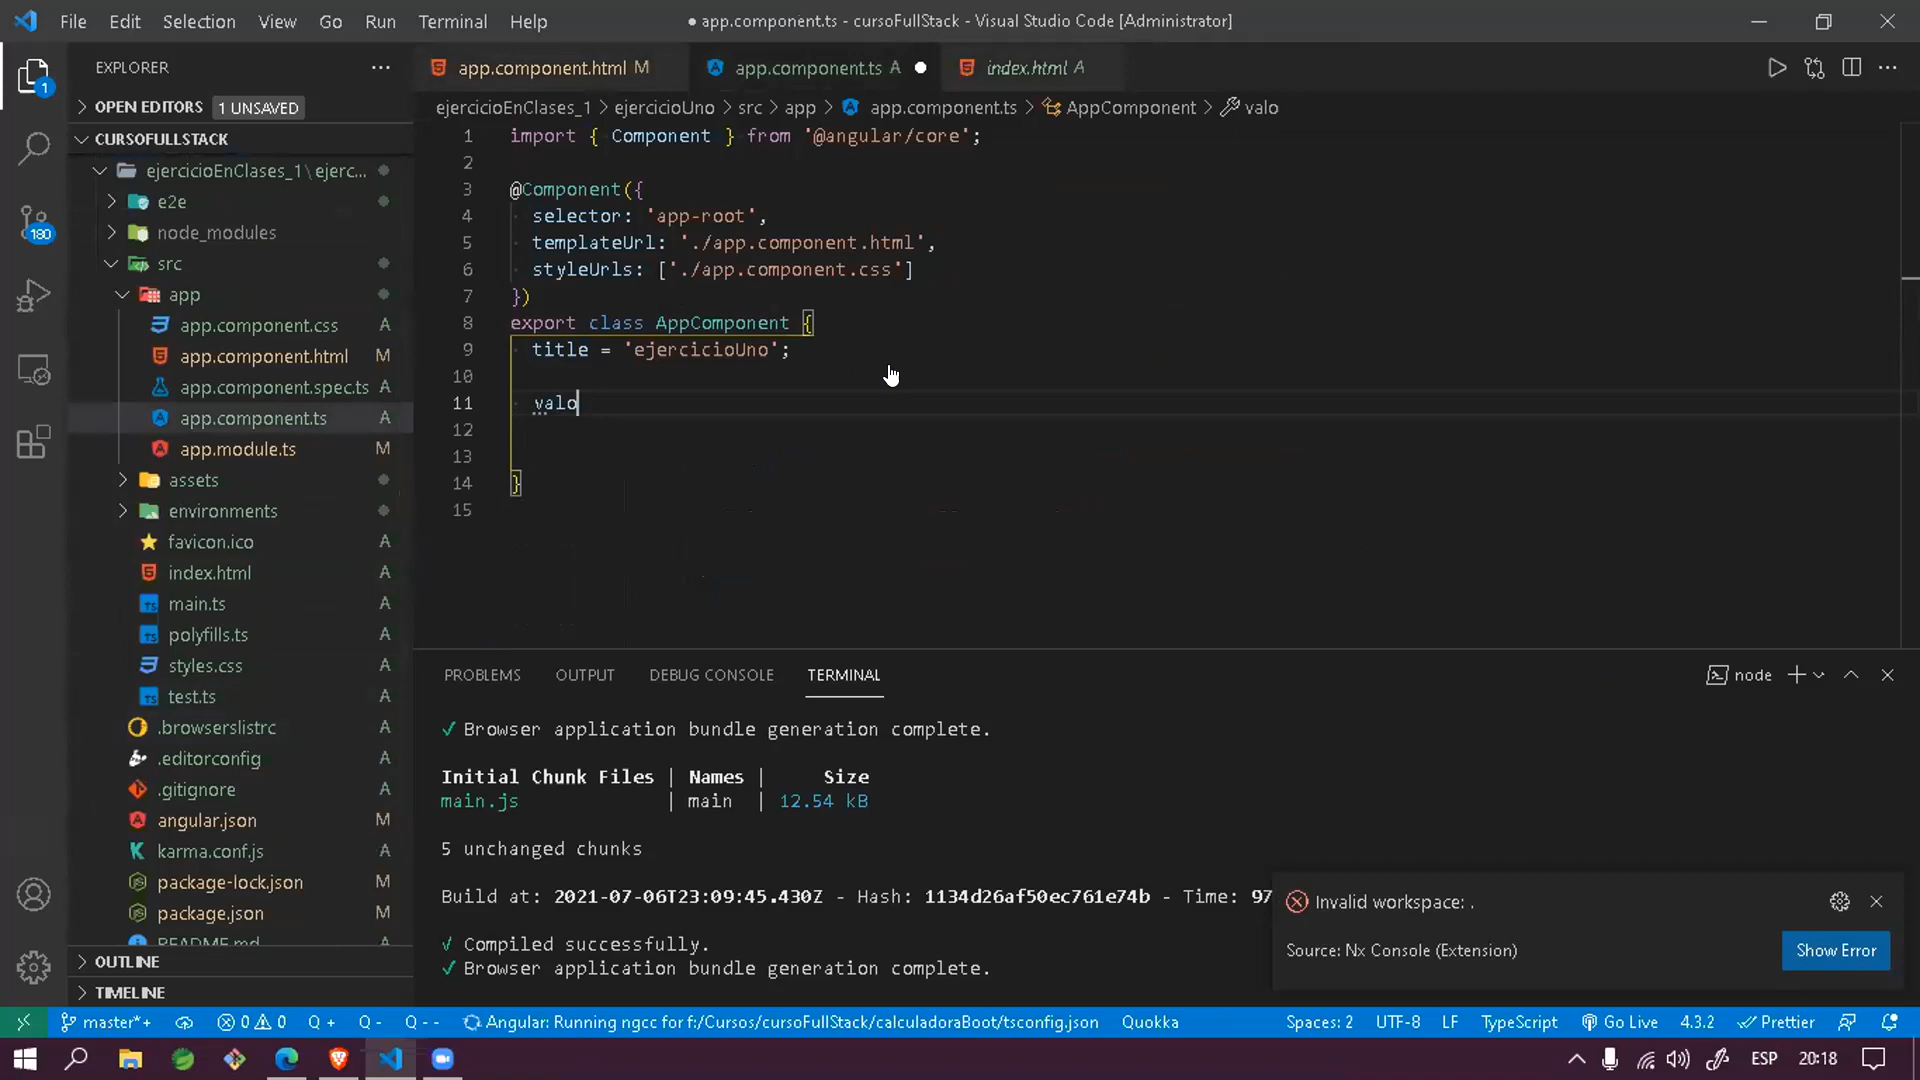 File Edit Selection View Go Run Terminal Help
● app.component.ts - cursoFullStack - Visual Studio Code [Administrator]
EXPLORER
OPEN EDITORS 1 UNSAVED
CURSOFULLSTACK
ejercicioEnClases_1\ejerc...
e2e
node_modules
src
app
app.component.css A
app.component.html M
app.component.spec.ts A
app.component.ts A
app.module.ts M
assets
environments
favicon.ico A
index.html A
main.ts A
polyfills.ts A
styles.css A
test.ts A
.browserslistrc A
.editorconfig A
.gitignore A
angular.json M
karma.conf.js A
package-lock.json M
package.json M
README.md
OUTLINE
TIMELINE
1
180
app.component.html M
app.component.ts A
index.html A
ejercicioEnClases_1 > ejercicioUno > src > app > app.component.ts > AppComponent > valo
1 import { Component } from '@angular/core';
2
3 @Component({
4 selector: 'app-root',
5 templateUrl: './app.component.html',
6 styleUrls: ['./app.component.css']
7 })
8 export class AppComponent {
9 title = 'ejercicioUno';
10
11 valo
12
13
14 }
15
PROBLEMS OUTPUT DEBUG CONSOLE TERMINAL
node
✓ Browser application bundle generation complete.
Initial Chunk Files | Names | Size
main.js | main | 12.54 kB
5 unchanged chunks
Build at: 2021-07-06T23:09:45.430Z - Hash: 1134d26af50ec761e74b - Time: 97
√ Compiled successfully.
✓ Browser application bundle generation complete.
Invalid workspace: .
Source: Nx Console (Extension)
Show Error
master*+ 0 0 Q + Q - Q -- Angular: Running ngcc for f:/Cursos/cursoFullStack/calculadoraBoot/tsconfig.json Quokka
Spaces: 2 UTF-8 LF TypeScript Go Live 4.3.2 Prettier
ESP 20:18